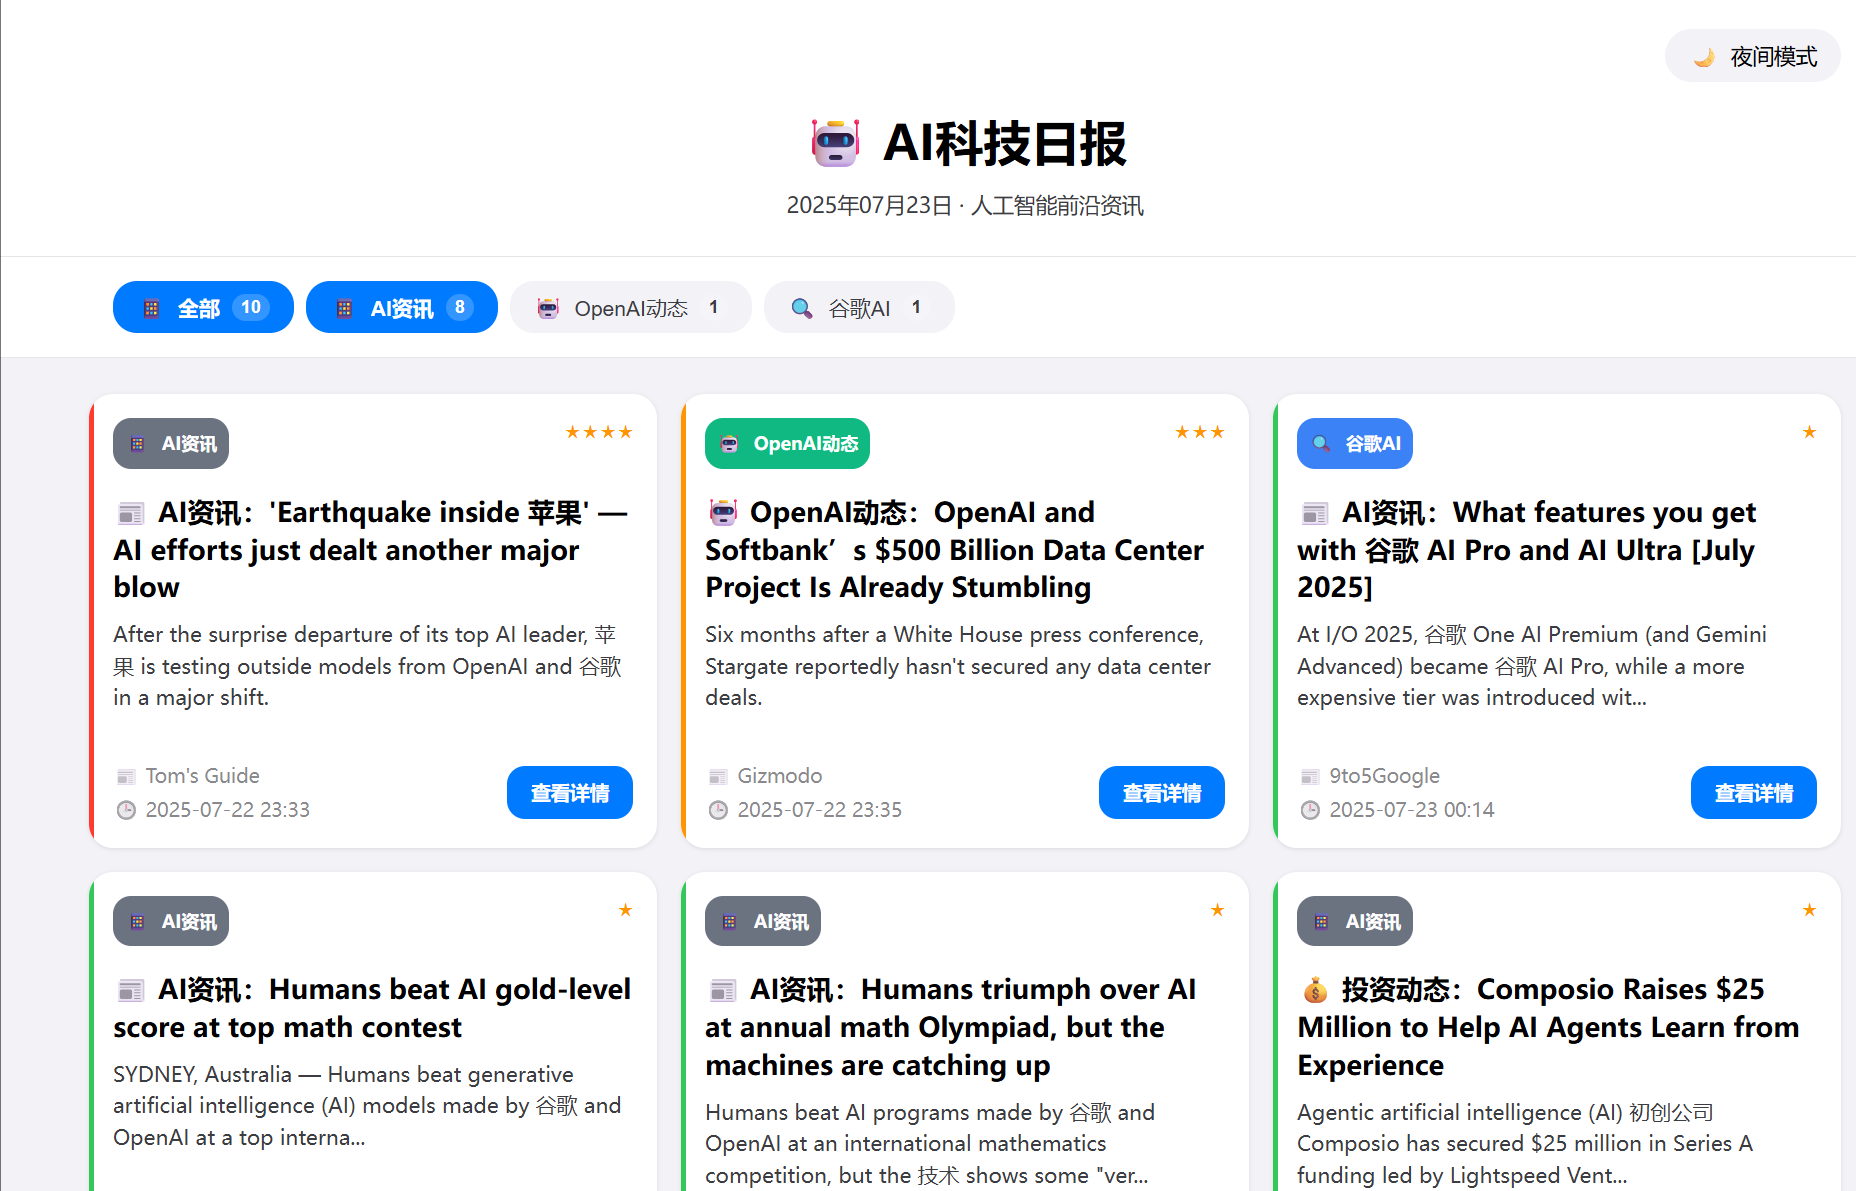 夜间模式
AI科技日报
2025年07月23日 · 人工智能前沿资讯
全部 10
AI资讯 8
OpenAI动态 1
谷歌AI 1
AI资讯
★★★★
AI资讯：'Earthquake inside 苹果' —
AI efforts just dealt another major
blow
After the surprise departure of its top AI leader, 苹
果 is testing outside models from OpenAI and 谷歌
in a major shift.
Tom's Guide
2025-07-22 23:33
查看详情
OpenAI动态
★★★
OpenAI动态：OpenAI and
Softbank’s $500 Billion Data Center
Project Is Already Stumbling
Six months after a White House press conference,
Stargate reportedly hasn't secured any data center
deals.
Gizmodo
2025-07-22 23:35
查看详情
谷歌AI
★
AI资讯：What features you get
with 谷歌 AI Pro and AI Ultra [July
2025]
At I/O 2025, 谷歌 One AI Premium (and Gemini
Advanced) became 谷歌 AI Pro, while a more
expensive tier was introduced wit...
9to5Google
2025-07-23 00:14
查看详情
AI资讯
★
AI资讯：Humans beat AI gold-level
score at top math contest
SYDNEY, Australia — Humans beat generative
artificial intelligence (AI) models made by 谷歌 and
OpenAI at a top interna...
AI资讯
★
AI资讯：Humans triumph over AI
at annual math Olympiad, but the
machines are catching up
Humans beat AI programs made by 谷歌 and
OpenAI at an international mathematics
competition, but the 技术 shows some "ver...
AI资讯
★
投资动态：Composio Raises $25
Million to Help AI Agents Learn from
Experience
Agentic artificial intelligence (AI) 初创公司
Composio has secured $25 million in Series A
funding led by Lightspeed Vent...